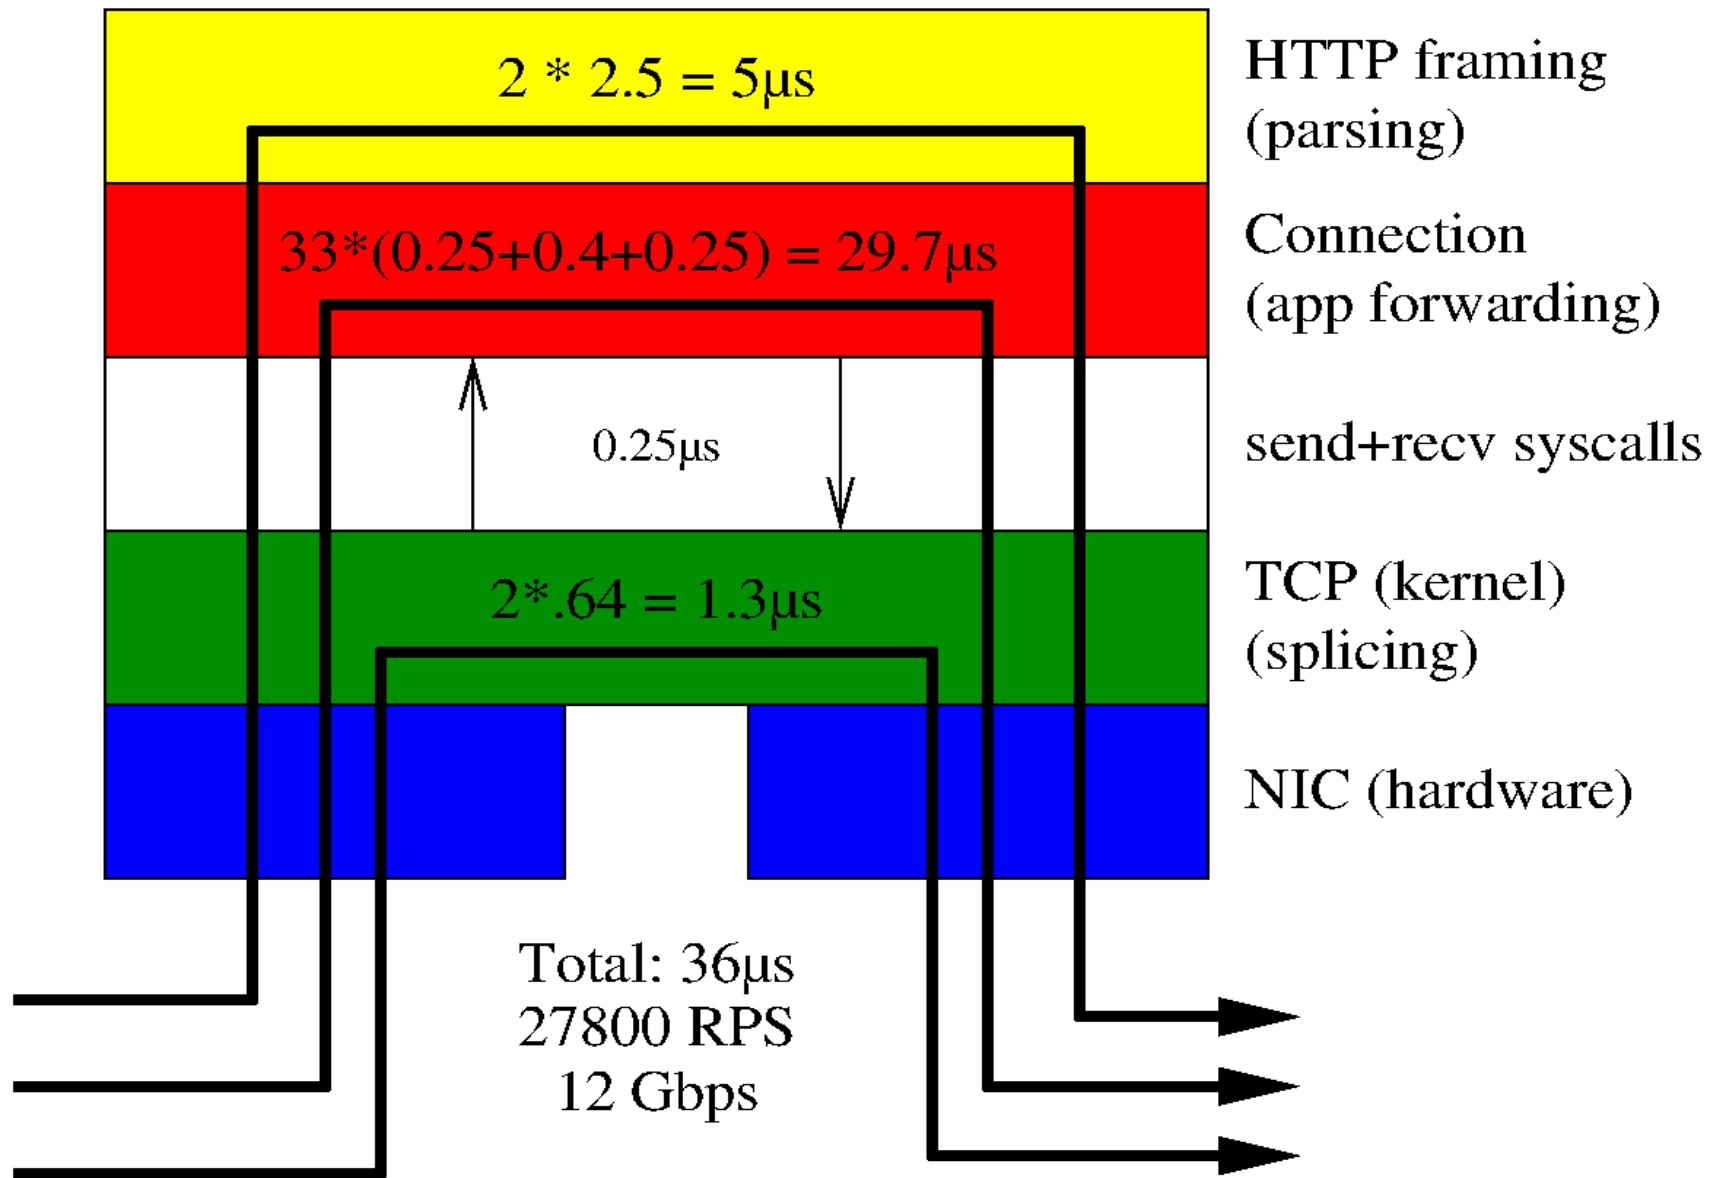 2 * 2.5 = 5µs
HTTP framing
(parsing)
33*(0.25+0.4+0.25) = 29.7µs
Connection
(app forwarding)
0.25µs
send+recv syscalls
2*.64 = 1.3µs
TCP (kernel)
(splicing)
NIC (hardware)
Total: 36µs
27800 RPS
12 Gbps